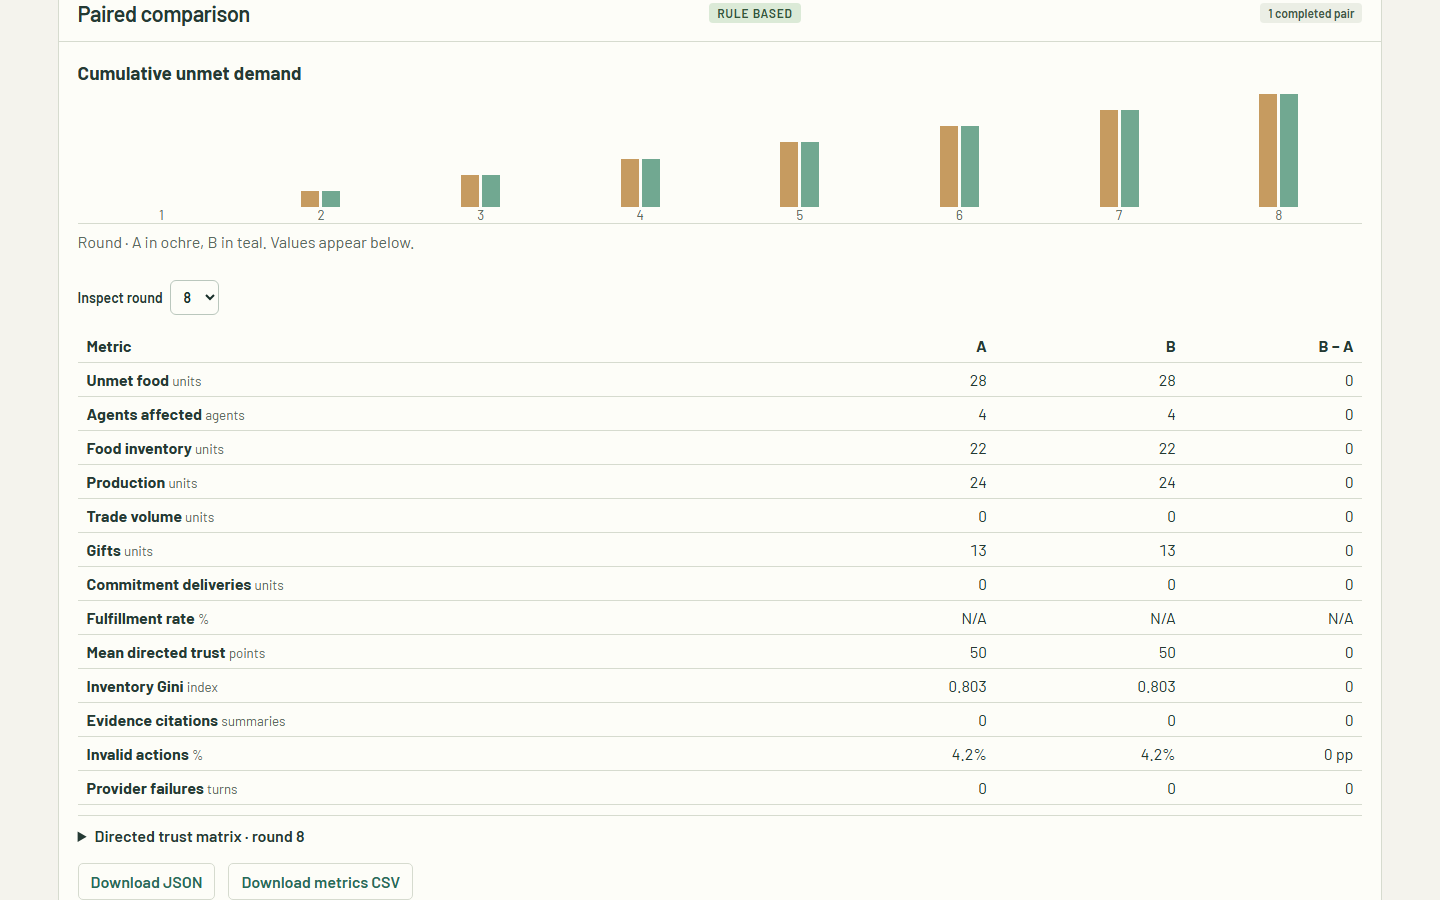 Paired comparison RULE BASED 1 completed pair
Cumulative unmet demand
1 2 3 4 5 6 7 8
Round · A in ochre, B in teal. Values appear below.
Inspect round 8
Metric A B B − A
Unmet food units 28 28 0
Agents affected agents 4 4 0
Food inventory units 22 22 0
Production units 24 24 0
Trade volume units 0 0 0
Gifts units 13 13 0
Commitment deliveries units 0 0 0
Fulfillment rate % N/A N/A N/A
Mean directed trust points 50 50 0
Inventory Gini index 0.803 0.803 0
Evidence citations summaries 0 0 0
Invalid actions % 4.2% 4.2% 0 pp
Provider failures turns 0 0 0
Directed trust matrix · round 8
Download JSON Download metrics CSV